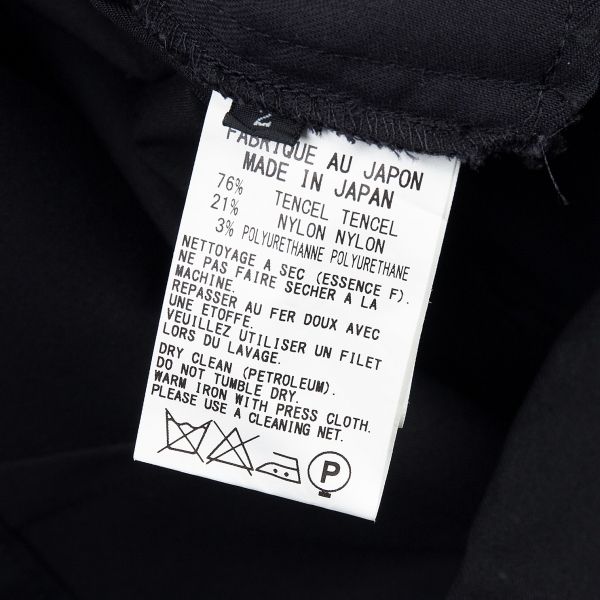 2
FABRIQUE AU JAPON
MADE IN JAPAN
76% TENCEL TENCEL
21% NYLON NYLON
3% POLYURETHANNE POLYURETHANE
NETTOYAGE A SEC (ESSENCE F).
NE PAS FAIRE SECHER A LA
MACHINE.
REPASSER AU FER DOUX AVEC
UNE ETOFFE.
VEUILLEZ UTILISER UN FILET
LORS DU LAVAGE.
DRY CLEAN (PETROLEUM).
DO NOT TUMBLE DRY.
WARM IRON WITH PRESS CLOTH.
PLEASE USE A CLEANING NET.
P